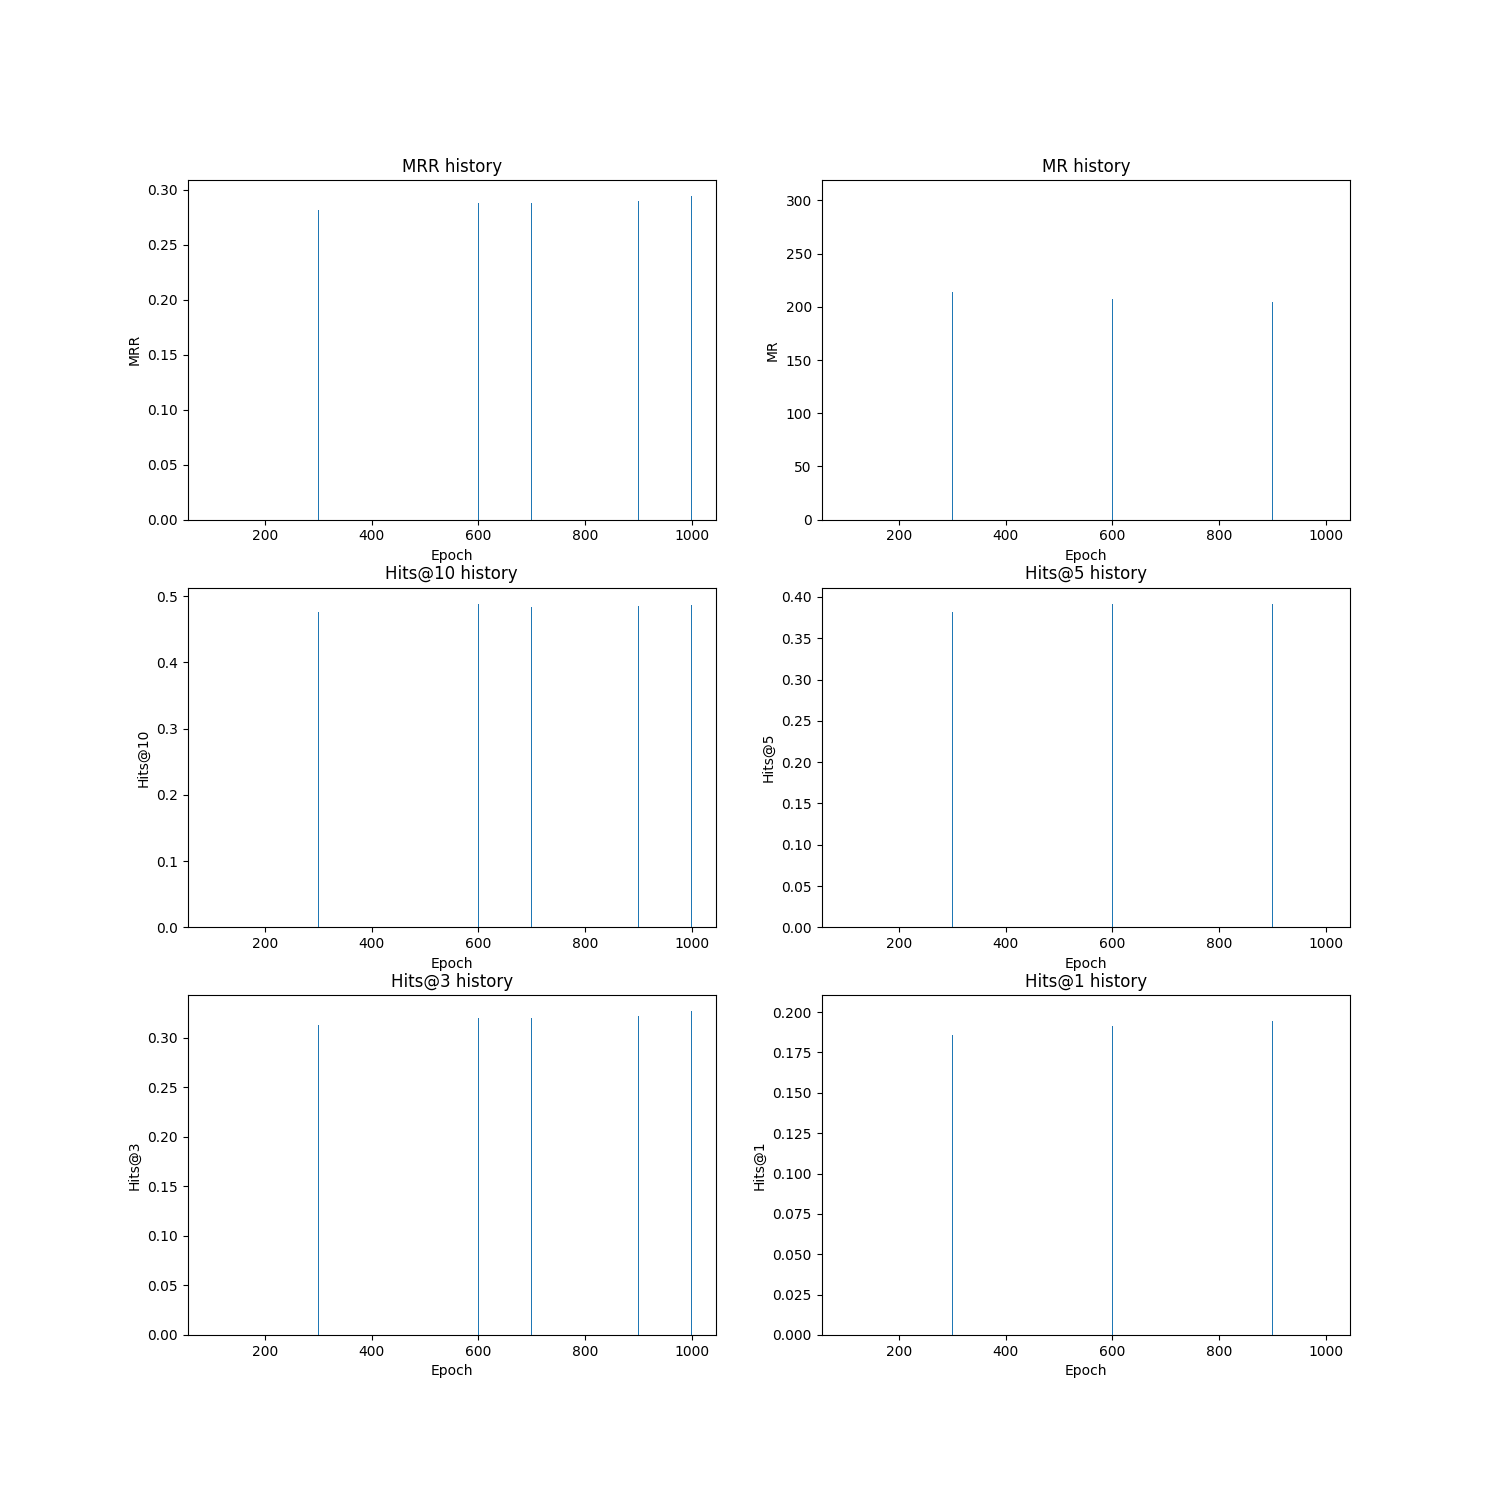 MRR history
0.30
0.25
0.20
0.15
0.10
0.05
0.00
MRR
200 400 600 800 1000
Epoch
MR history
300
250
200
150
100
50
0
MR
200 400 600 800 1000
Epoch
Hits@10 history
0.5
0.4
0.3
0.2
0.1
0.0
Hits@10
200 400 600 800 1000
Epoch
Hits@5 history
0.40
0.35
0.30
0.25
0.20
0.15
0.10
0.05
0.00
Hits@5
200 400 600 800 1000
Epoch
Hits@3 history
0.30
0.25
0.20
0.15
0.10
0.05
0.00
Hits@3
200 400 600 800 1000
Epoch
Hits@1 history
0.200
0.175
0.150
0.125
0.100
0.075
0.050
0.025
0.000
Hits@1
200 400 600 800 1000
Epoch